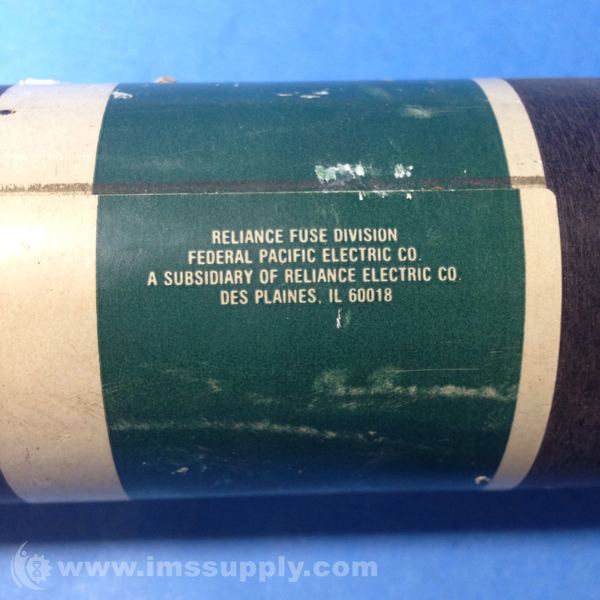 RELIANCE FUSE DIVISION
FEDERAL PACIFIC ELECTRIC CO.
A SUBSIDIARY OF RELIANCE ELECTRIC CO.
DES PLAINES, IL 60018
www.imssupply.com